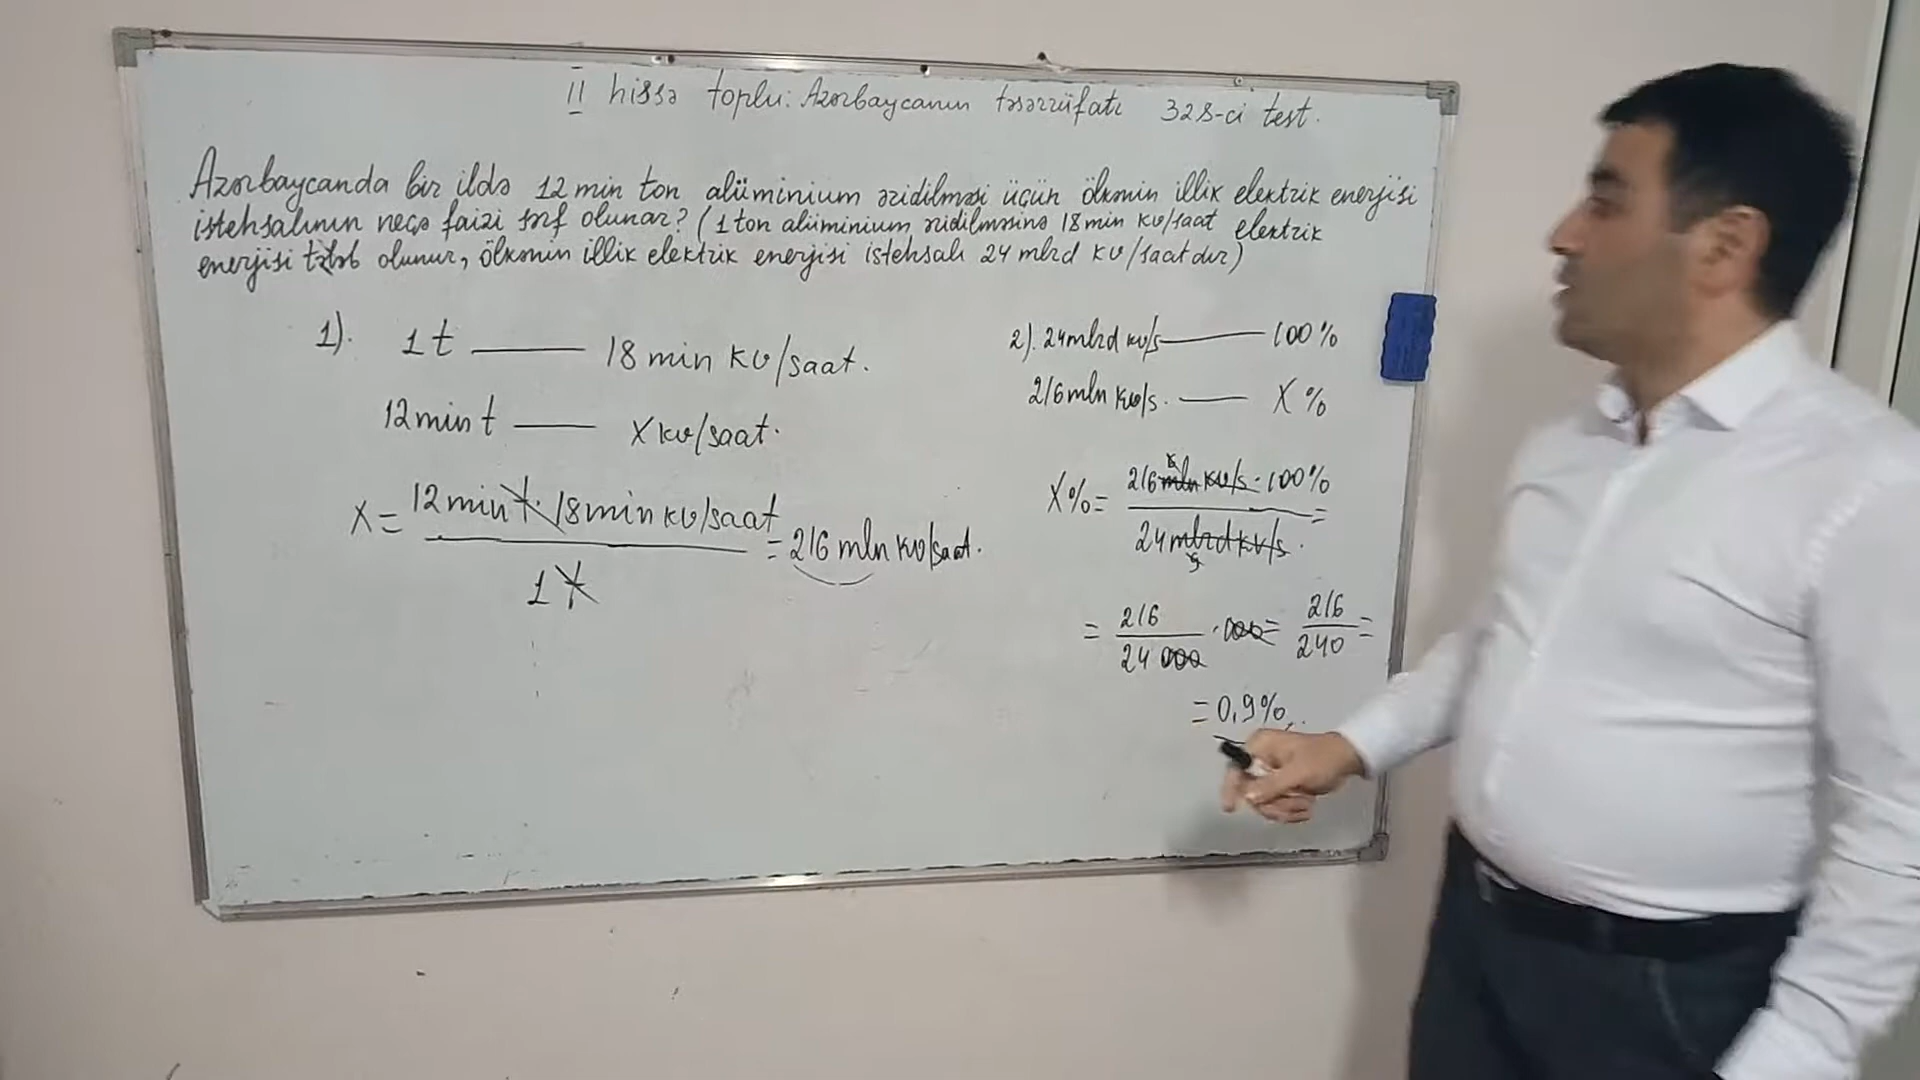 II hissə toplu: Azərbaycanın təsərrüfatı 328-ci test.
Azərbaycanda bir ildə 12 min ton alüminium əridilməsi üçün ölkənin illik elektrik enerjisi
istehsalının neçə faizi sərf olunar? (1 ton alüminium əridilməsinə 18 min kv/saat elektrik
enerjisi tələb olunur, ölkənin illik elektrik enerjisi istehsalı 24 mlrd kv/saatdır)
1). 1 t —— 18 min kv/saat.
12 min t —— x kv/saat.
x = 12 min t · 18 min kv/saat
= 216 mln kv/saat.
1 t
2). 24 mlrd kv/s —— 100 %
216 mln kv/s. —— X %
X% = 216 mln kv/s · 100 % =
6
24 mlrd kv/s.
9
= 216 · 100 = 216 =
24 000 240
= 0,9%